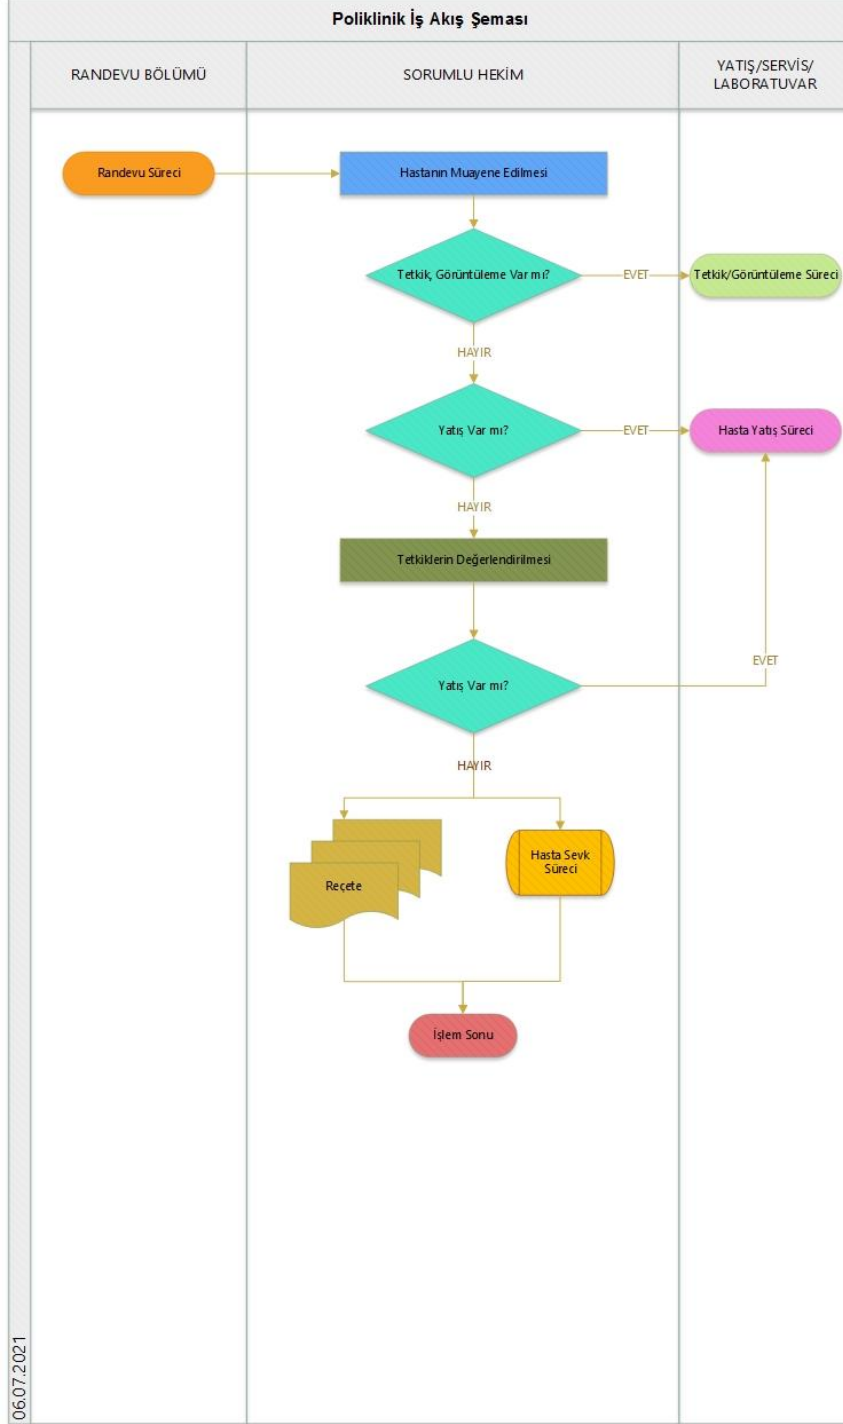 Poliklinik İş Akış Şeması
RANDEVU BÖLÜMÜ
SORUMLU HEKİM
YATIŞ/SERVİS/
LABORATUVAR
Randevu Süreci
Hastanın Muayene Edilmesi
Tetkik, Görüntüleme Var mı?
EVET
Tetkik/Görüntüleme Süreci
HAYIR
Yatış Var mı?
EVET
Hasta Yatış Süreci
HAYIR
Tetkiklerin Değerlendirilmesi
EVET
Yatış Var mı?
HAYIR
Reçete
Hasta Sevk
Süreci
İşlem Sonu
06.07.2021